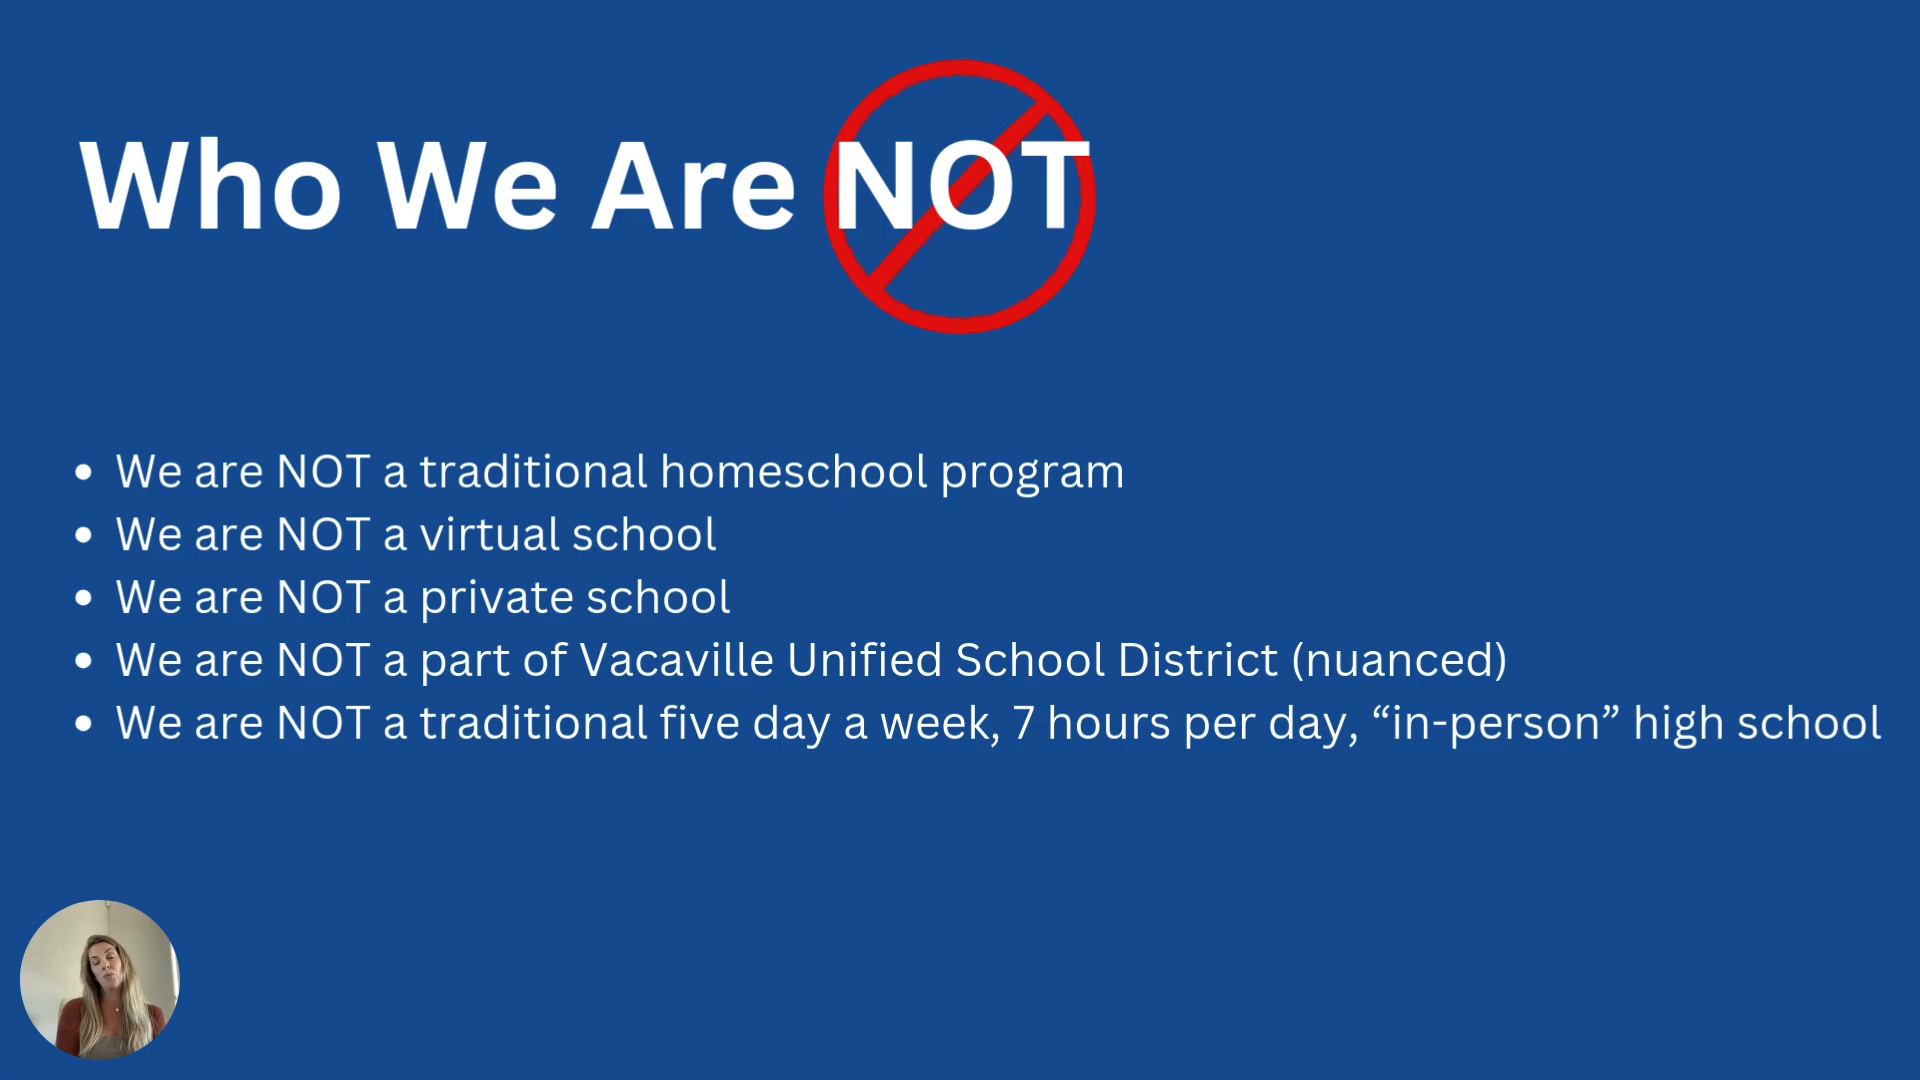 Who We Are NOT
• We are NOT a traditional homeschool program
• We are NOT a virtual school
• We are NOT a private school
• We are NOT a part of Vacaville Unified School District (nuanced)
• We are NOT a traditional five day a week, 7 hours per day, “in-person” high school